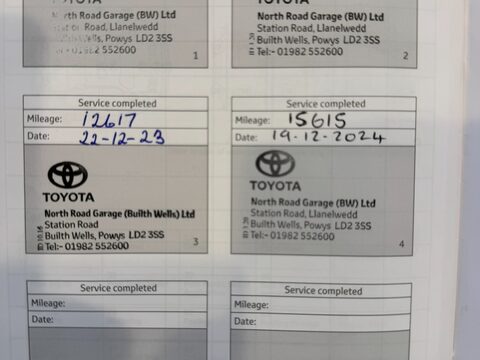 North Road Garage (BW) Ltd
Road, Llanelwedd
Builth Wells, Powys LD2 3SS
01982 552600
1
TOYOTA
North Road Garage (BW) Ltd
Station Road, Llanelwedd
Builth Wells, Powys LD2 3SS
Tel:- 01982 552600
2
Service completed
Mileage: 12617
Date: 22-12-23
TOYOTA
North Road Garage (Builth Wells) Ltd
Station Road
Builth Wells, Powys LD2 3SS
Tel:- 01982 552600
3
Service completed
Mileage: 15615
Date: 19-12-2024
TOYOTA
North Road Garage (BW) Ltd
Station Road, Llanelwedd
Builth Wells, Powys LD2 3SS
Tel:- 01982 552600
4
Service completed
Mileage:
Date:
Service completed
Mileage:
Date: